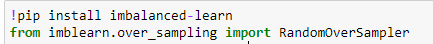 !pip install imbalanced-learn
from imblearn.over_sampling import RandomOverSampler